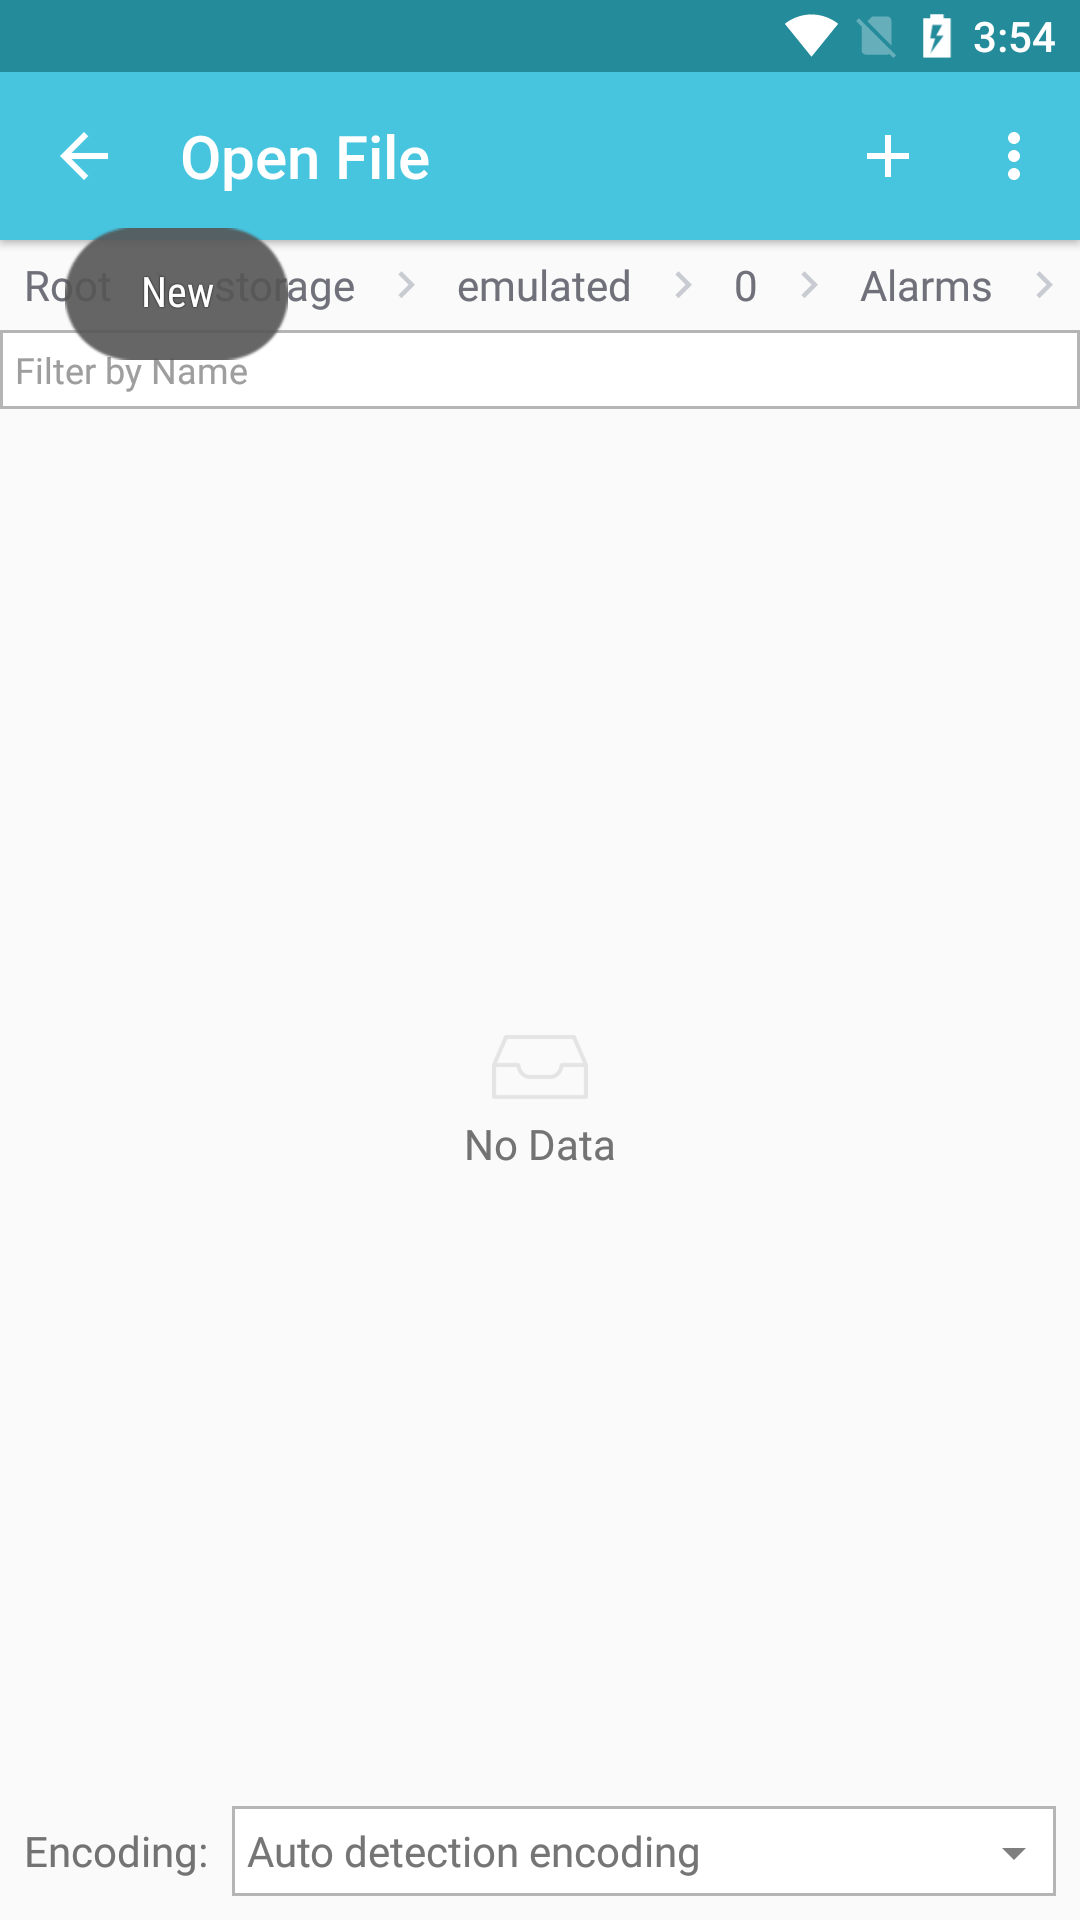 3:54
Open File
Root storage emulated 0 Alarms
New
Filter by Name
No Data
Encoding: Auto detection encoding